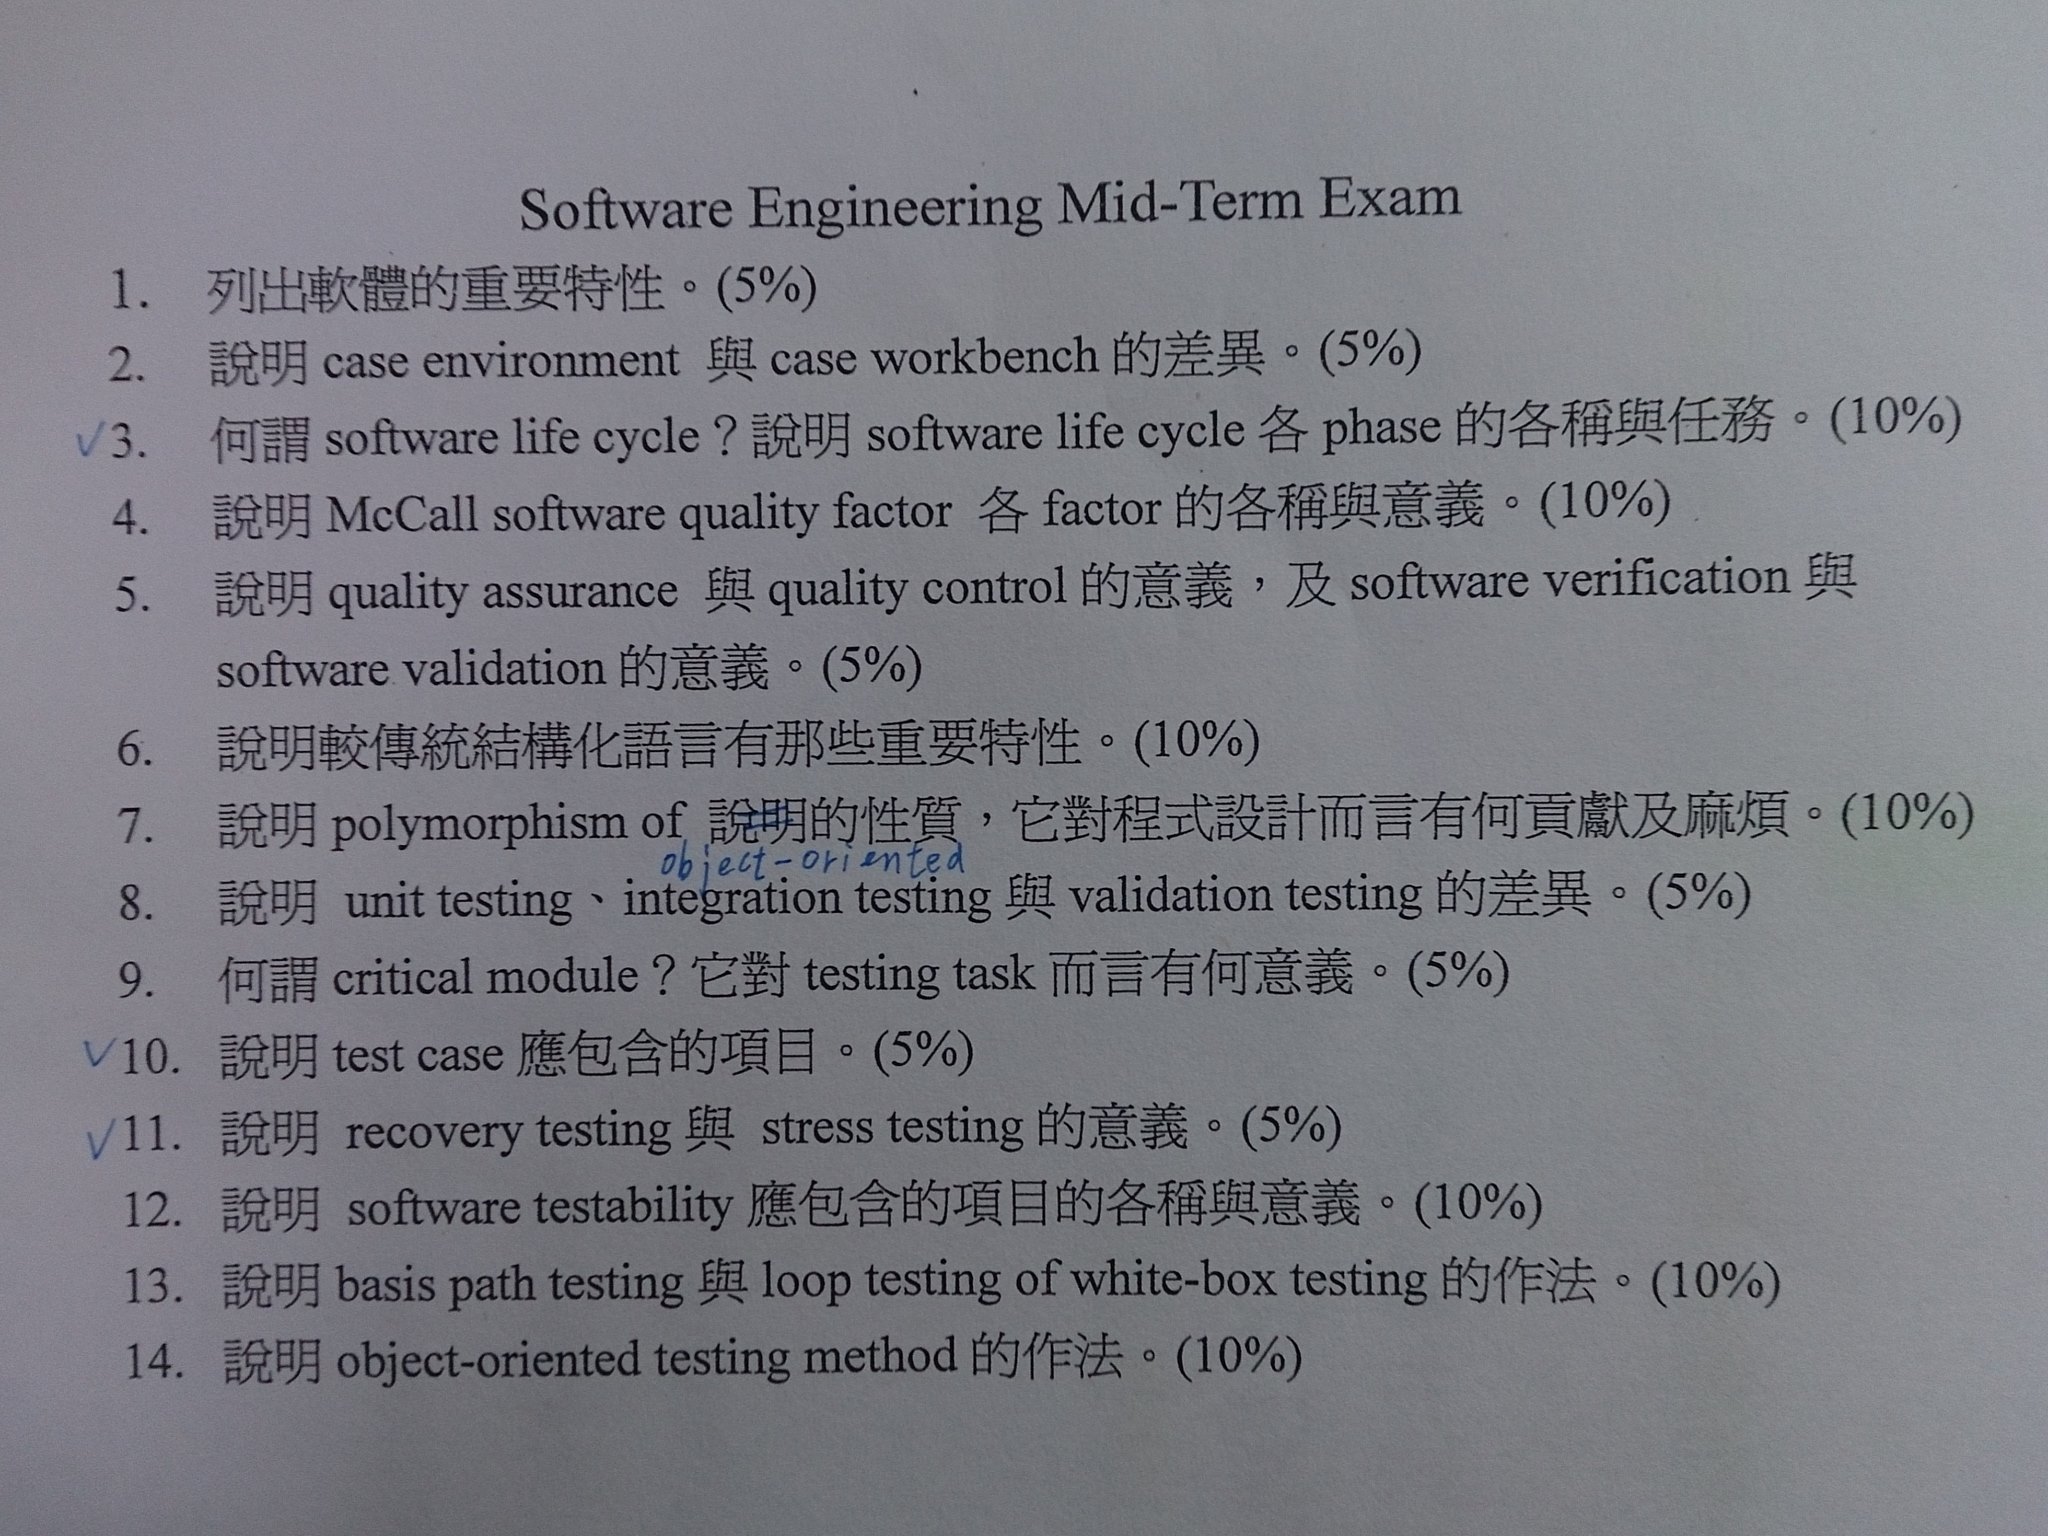 Software Engineering Mid-Term Exam
1. 列出軟體的重要特性。(5%)
2. 說明 case environment 與 case workbench 的差異。(5%)
✓3. 何謂 software life cycle？說明 software life cycle 各 phase 的各稱與任務。(10%)
4. 說明 McCall software quality factor 各 factor 的各稱與意義。(10%)
5. 說明 quality assurance 與 quality control 的意義，及 software verification 與
software validation 的意義。(5%)
6. 說明較傳統結構化語言有那些重要特性。(10%)
7. 說明 polymorphism of 說明的性質，它對程式設計而言有何貢獻及麻煩。(10%)
object-oriented
8. 說明 unit testing、integration testing 與 validation testing 的差異。(5%)
9. 何謂 critical module？它對 testing task 而言有何意義。(5%)
✓10. 說明 test case 應包含的項目。(5%)
✓11. 說明 recovery testing 與 stress testing 的意義。(5%)
12. 說明 software testability 應包含的項目的各稱與意義。(10%)
13. 說明 basis path testing 與 loop testing of white-box testing 的作法。(10%)
14. 說明 object-oriented testing method 的作法。(10%)